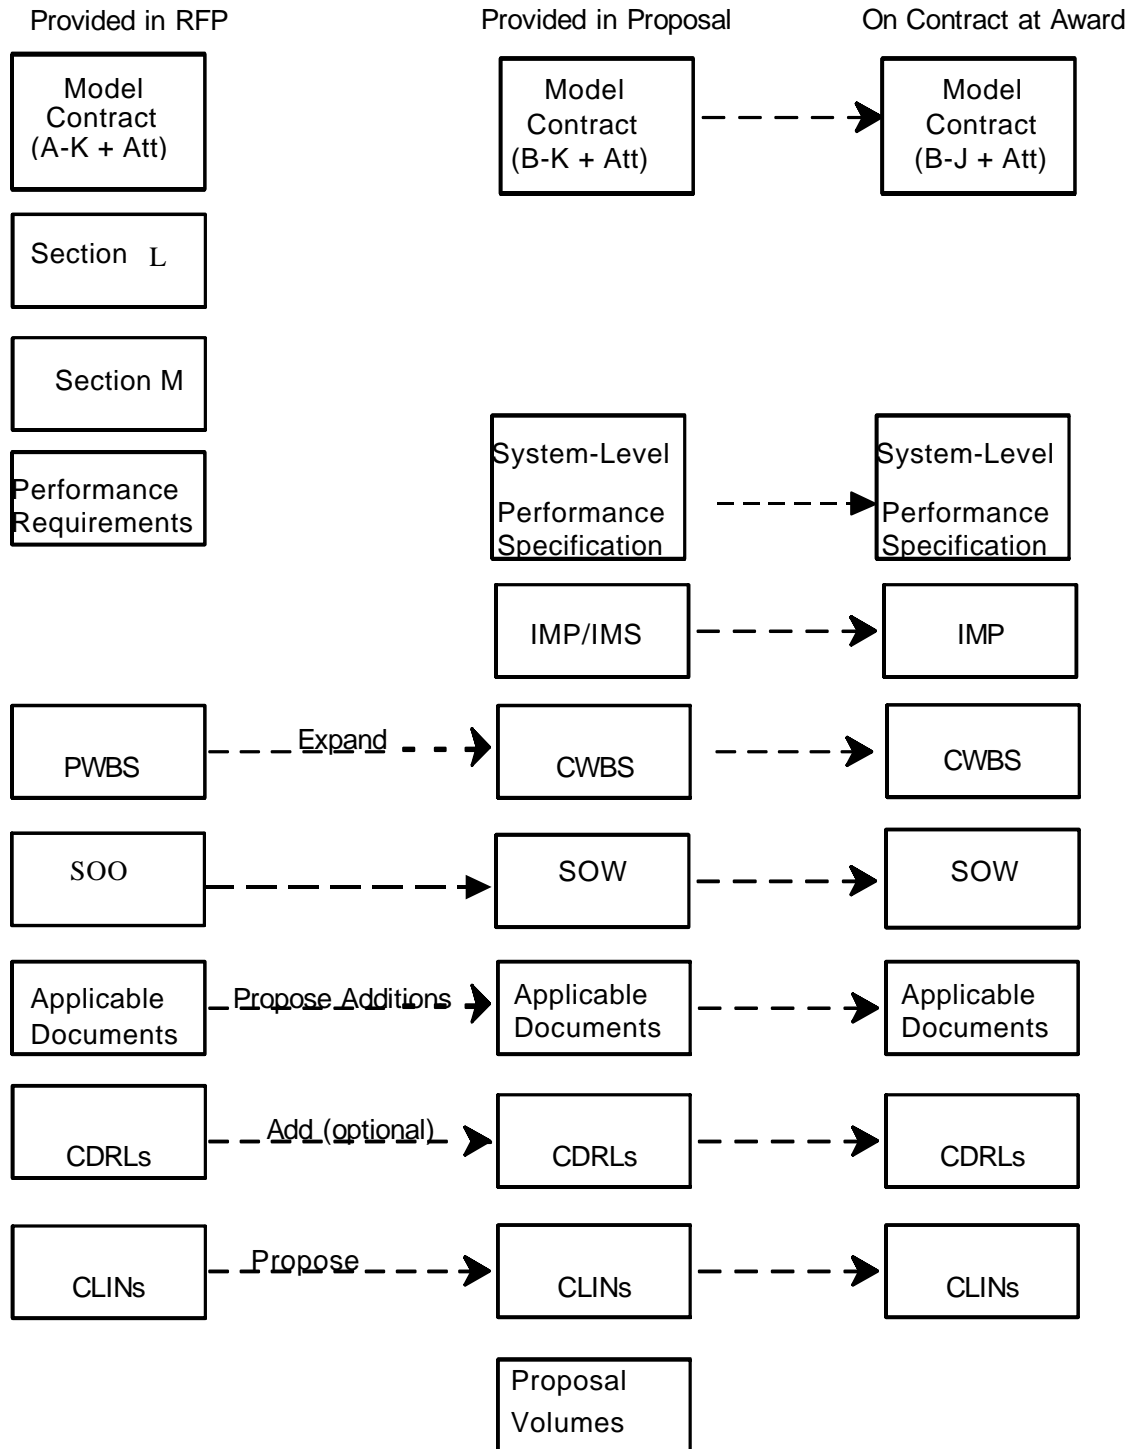 Provided in RFP
Provided in Proposal
On Contract at Award
Model
Contract
(A-K + Att)
Model
Contract
(B-K + Att)
Model
Contract
(B-J + Att)
Section L
Section M
Performance
Requirements
System-Level
Performance
Specification
System-Level
Performance
Specification
IMP/IMS
IMP
PWBS
Expand
CWBS
CWBS
SOO
SOW
SOW
Applicable
Documents
Propose Additions
Applicable
Documents
Applicable
Documents
CDRLs
Add (optional)
CDRLs
CDRLs
CLINs
Propose
CLINs
CLINs
Proposal
Volumes